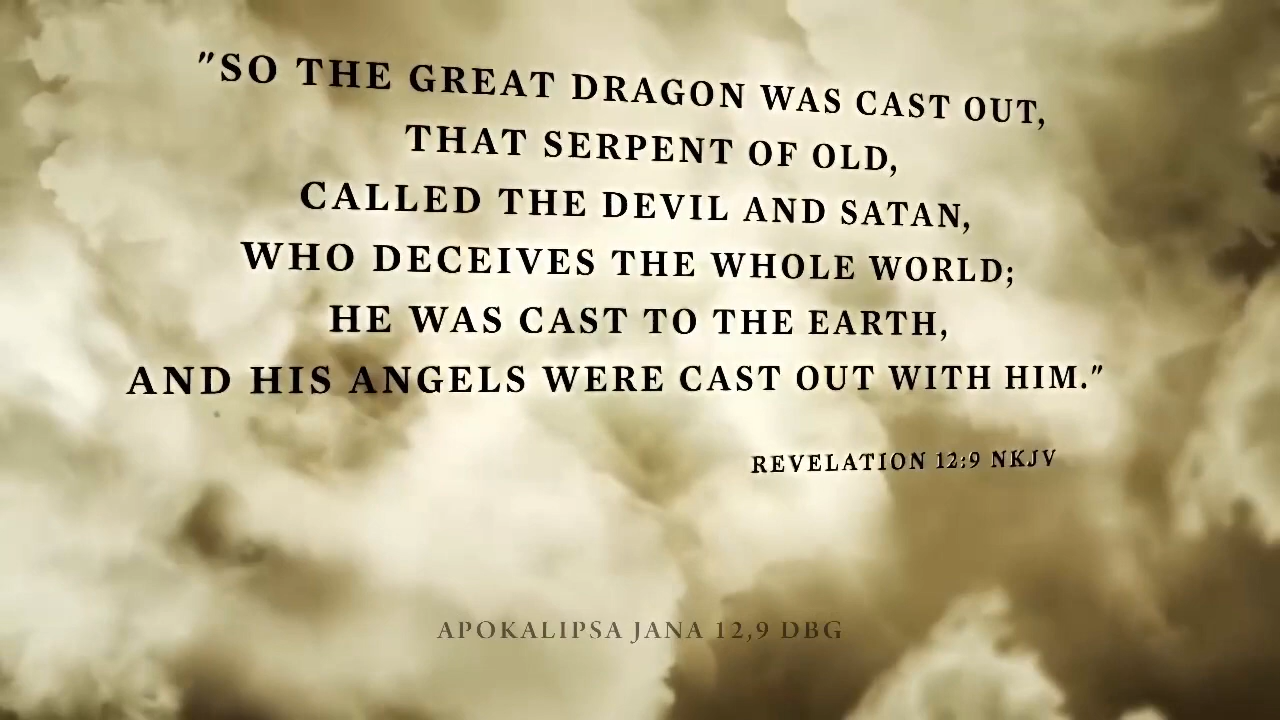 "SO THE GREAT DRAGON WAS CAST OUT,
THAT SERPENT OF OLD,
CALLED THE DEVIL AND SATAN,
WHO DECEIVES THE WHOLE WORLD;
HE WAS CAST TO THE EARTH,
AND HIS ANGELS WERE CAST OUT WITH HIM."
REVELATION 12:9 NKJV
APOKALIPSA JANA 12,9 DBG